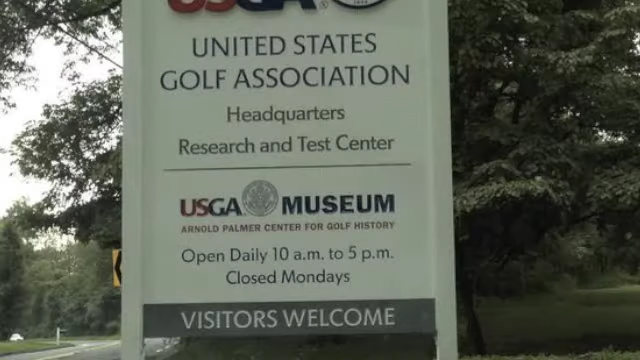 USGA
UNITED STATES
GOLF ASSOCIATION
Headquarters
Research and Test Center
USGA MUSEUM
ARNOLD PALMER CENTER FOR GOLF HISTORY
Open Daily 10 a.m. to 5 p.m.
Closed Mondays
VISITORS WELCOME